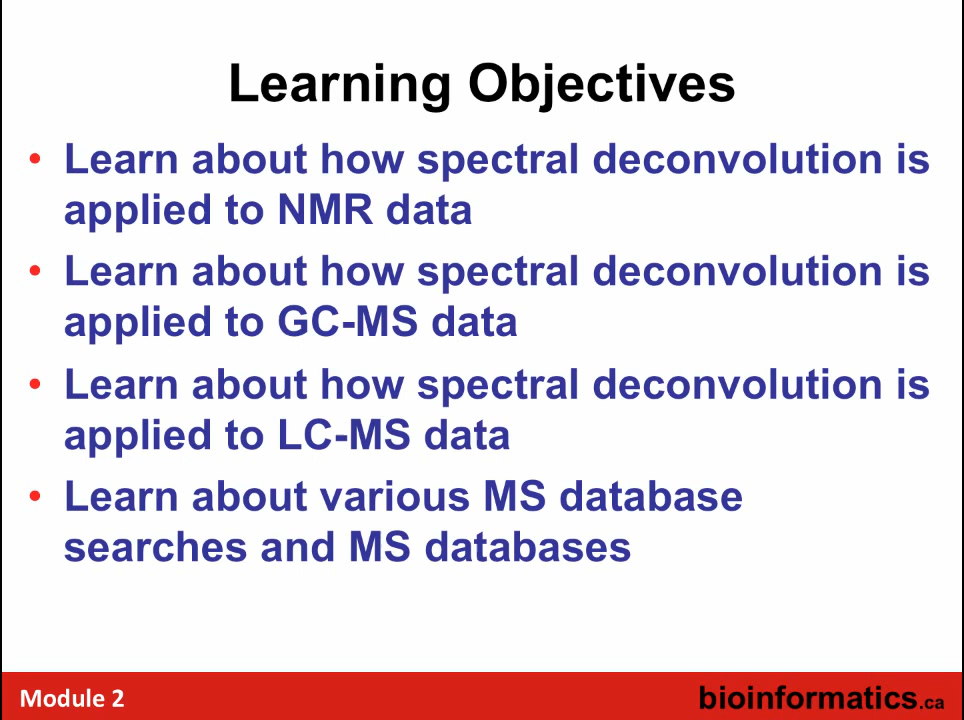 Learning Objectives
• Learn about how spectral deconvolution is
applied to NMR data
• Learn about how spectral deconvolution is
applied to GC-MS data
• Learn about how spectral deconvolution is
applied to LC-MS data
• Learn about various MS database
searches and MS databases
Module 2
bioinformatics.ca